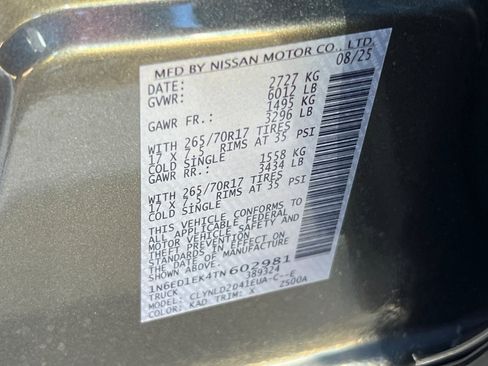 MFD BY NISSAN MOTOR CO., LTD.
DATE: 08/25
GVWR: 2727 KG
6012 LB
GAWR FR.: 1495 KG
3296 LB
WITH 265/70R17 TIRES
17 X 7.5 RIMS AT 35 PSI
COLD SINGLE
GAWR RR.: 1558 KG
3434 LB
WITH 265/70R17 TIRES
17 X 7.5 RIMS AT 35 PSI
COLD SINGLE
THIS VEHICLE CONFORMS TO
ALL APPLICABLE FEDERAL
MOTOR VEHICLE SAFETY
AND THEFT PREVENTION
STANDARDS IN EFFECT ON
THE DATE OF MANUFACTURE
SHOWN ABOVE.
1N6ED1EK4TN602981
TRUCK 389324
MODEL: CLYNLD2D41EUA-C--E
COLOR: KAD TRIM: X 2500A